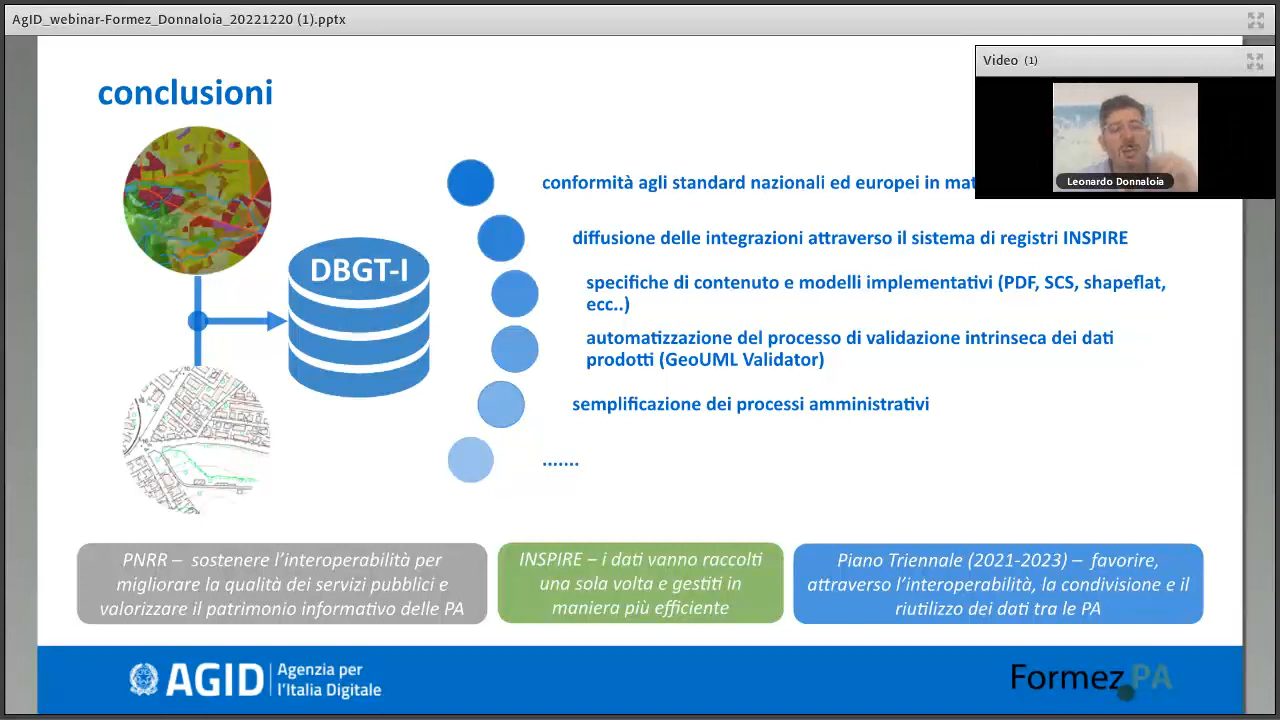 AgID_webinar-Formez_Donnaloia_20221220 (1).pptx
Video (1)
Leonardo Donnaloia
conclusioni
DBGT-I
conformità agli standard nazionali ed europei in
diffusione delle integrazioni attraverso il sistema di registri INSPIRE
specifiche di contenuto e modelli implementativi (PDF, SCS, shapeflat,
ecc..)
automatizzazione del processo di validazione intrinseca dei dati
prodotti (GeoUML Validator)
semplificazione dei processi amministrativi
.......
PNRR – sostenere l'interoperabilità per
migliorare la qualità dei servizi pubblici e
valorizzare il patrimonio informativo delle PA
INSPIRE – i dati vanno raccolti
una sola volta e gestiti in
maniera più efficiente
Piano Triennale (2021-2023) – favorire,
attraverso l'interoperabilità, la condivisione e il
riutilizzo dei dati tra le PA
AGID
Agenzia per
l'Italia Digitale
Formez PA